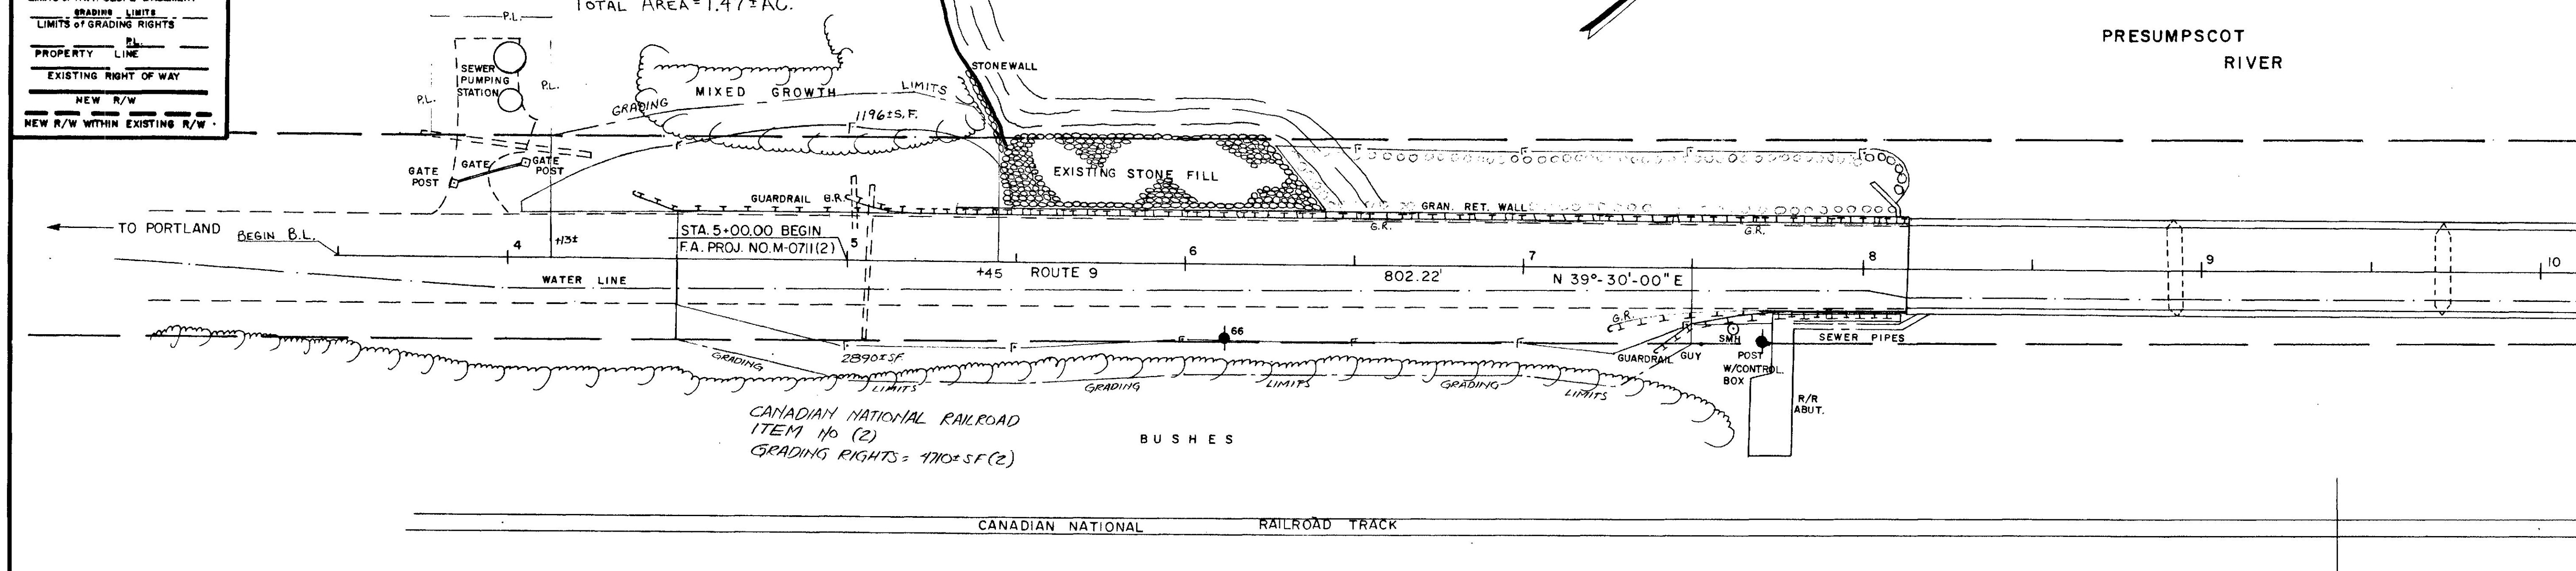 GRADING LIMITS
LIMITS of GRADING RIGHTS
P.L.
PROPERTY LINE
EXISTING RIGHT OF WAY
NEW R/W
NEW R/W WITHIN EXISTING R/W
TOTAL AREA = 1.47± AC.
PRESUMPSCOT
RIVER
P.L.
SEWER
PUMPING
STATION
P.L.
P.L.
STONEWALL
MIXED GROWTH
GRADING
LIMITS
1196± S.F.
F
F
GATE
POST
GATE
GATE
POST
EXISTING STONE FILL
F
F
F
F
GUARDRAIL
G.R.
GRAN. RET. WALL
G.R.
G.R.
TO PORTLAND
BEGIN B.L.
4
+13±
STA. 5+00.00 BEGIN
F.A. PROJ. NO. M-0711(2)
5
6
7
8
9
10
+45
ROUTE 9
802.22'
N 39°-30'-00" E
WATER LINE
G.R.
66
F
F
F
F
2890± SF.
GRADING
LIMITS
GRADING
LIMITS
GRADING
LIMITS
GUARDRAIL
GUY
SMH
POST
W/CONTROL
BOX
SEWER PIPES
R/R
ABUT.
CANADIAN NATIONAL RAILROAD
ITEM NO (2)
GRADING RIGHTS = 4710± SF (2)
BUSHES
CANADIAN NATIONAL RAILROAD TRACK